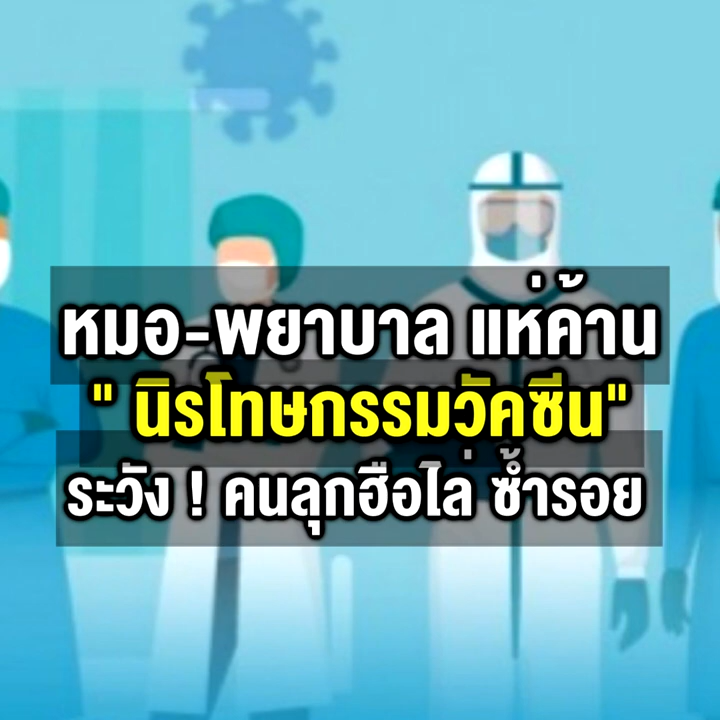 หมอ-พยาบาล แห่ค้าน
" นิรโทษกรรมวัคซีน"
ระวัง ! คนลุกฮือไล่ ซ้ำรอย